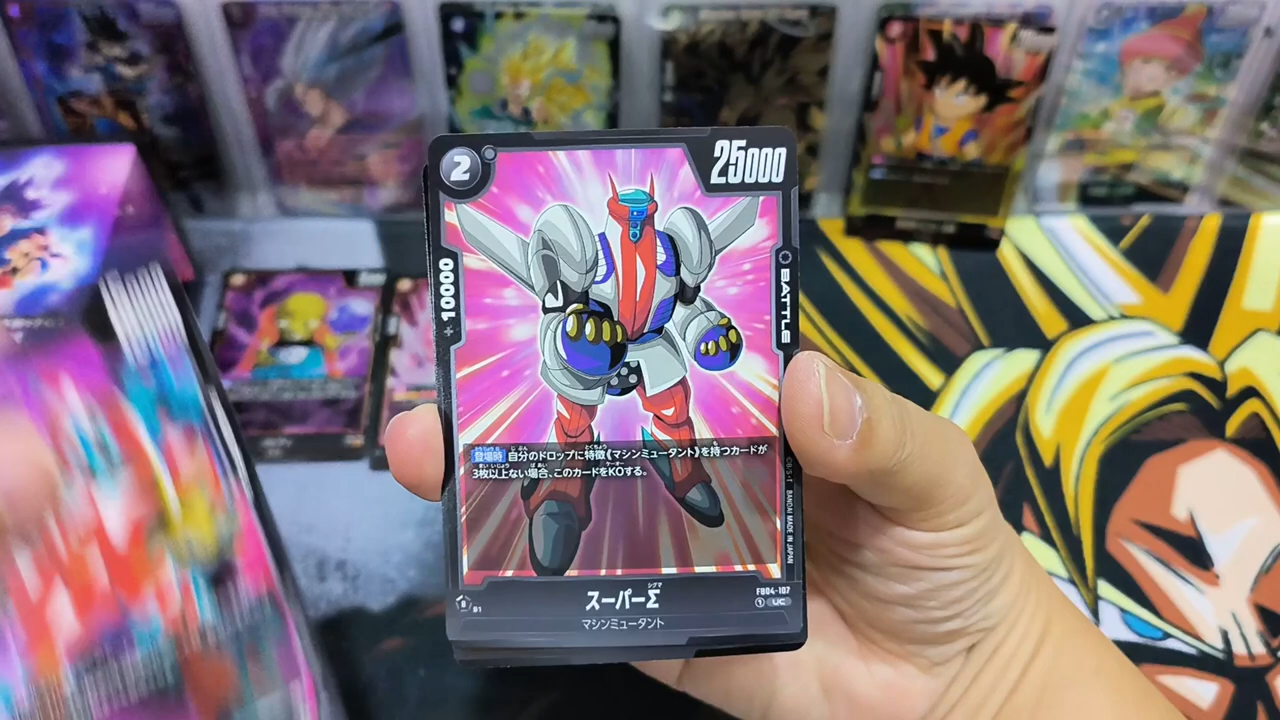 2
25000
+ 10000
BATTLE
登場時 自分のドロップに特徴《マシンミュータント》を持つカードが
3枚以上ない場合、このカードをKOする。
BANDAI MADE IN JAPAN
スーパーΣ
シグマ
マシンミュータント
FB04-107
UC